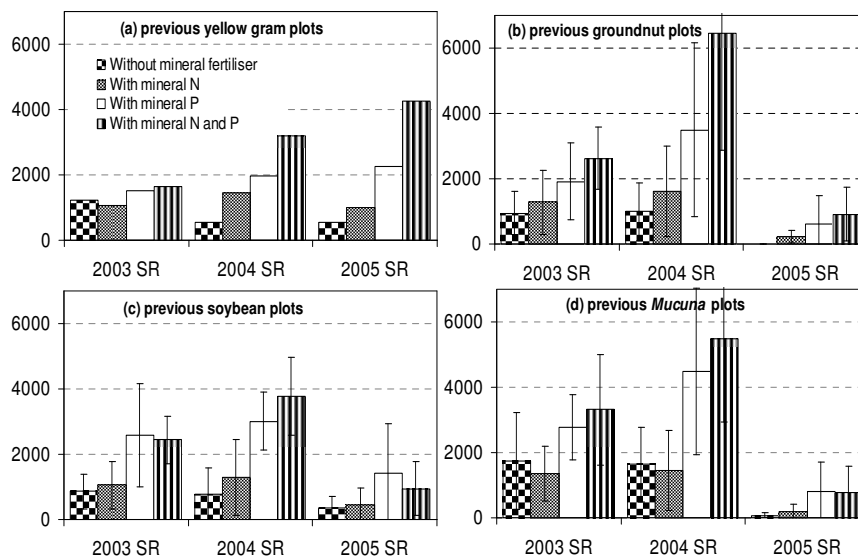 (a) previous yellow gram plots
6000
4000
2000
0
Without mineral fertiliser
With mineral N
With mineral P
With mineral N and P
2003 SR 2004 SR 2005 SR
(b) previous groundnut plots
6000
4000
2000
0
2003 SR 2004 SR 2005 SR
(c) previous soybean plots
6000
4000
2000
0
2003 SR 2004 SR 2005 SR
(d) previous Mucuna plots
6000
4000
2000
0
2003 SR 2004 SR 2005 SR